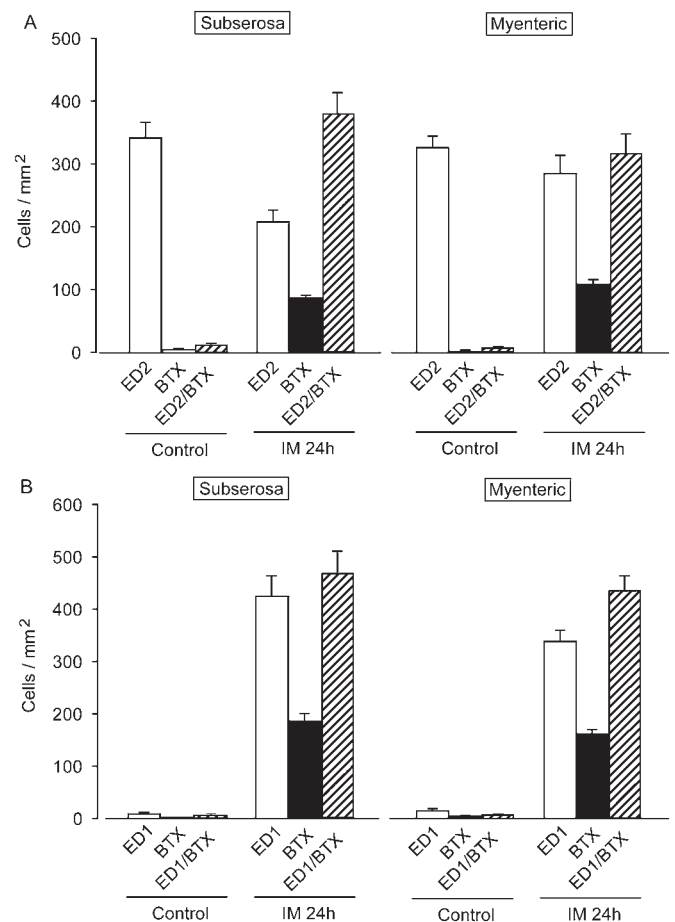 A
Subserosa
Myenteric
500
400
300
200
100
0
Cells / mm²
ED2 BTX ED2/BTX ED2 BTX ED2/BTX ED2 BTX ED2/BTX ED2 BTX ED2/BTX
Control IM 24h Control IM 24h
B
Subserosa
Myenteric
600
500
400
300
200
100
0
Cells / mm²
ED1 BTX ED1/BTX ED1 BTX ED1/BTX ED1 BTX ED1/BTX ED1 BTX ED1/BTX
Control IM 24h Control IM 24h